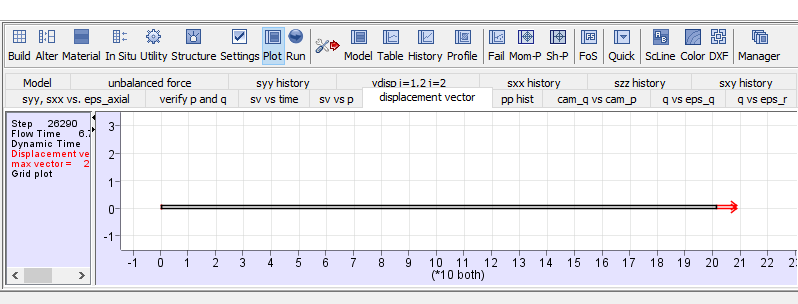 Build Alter Material In Situ Utility Structure Settings Plot Run Model Table History Profile Fail Mom-P Sh-P FoS Quick ScLine Color DXF Manager
Model unbalanced force syy history ydisp i=1,2 j=2 sxx history szz history sxy history
syy, sxx vs. eps_axial verify p and q sv vs time sv vs p displacement vector pp hist cam_q vs cam_p q vs eps_q q vs eps_r
Step 26290
Flow Time 6.7
Dynamic Time
Displacement ve
max vector = 2
Grid plot
3
2
1
0
-1
-1 0 1 2 3 4 5 6 7 8 9 10 11 12 13 14 15 16 17 18 19 20 21 22 23
(*10 both)